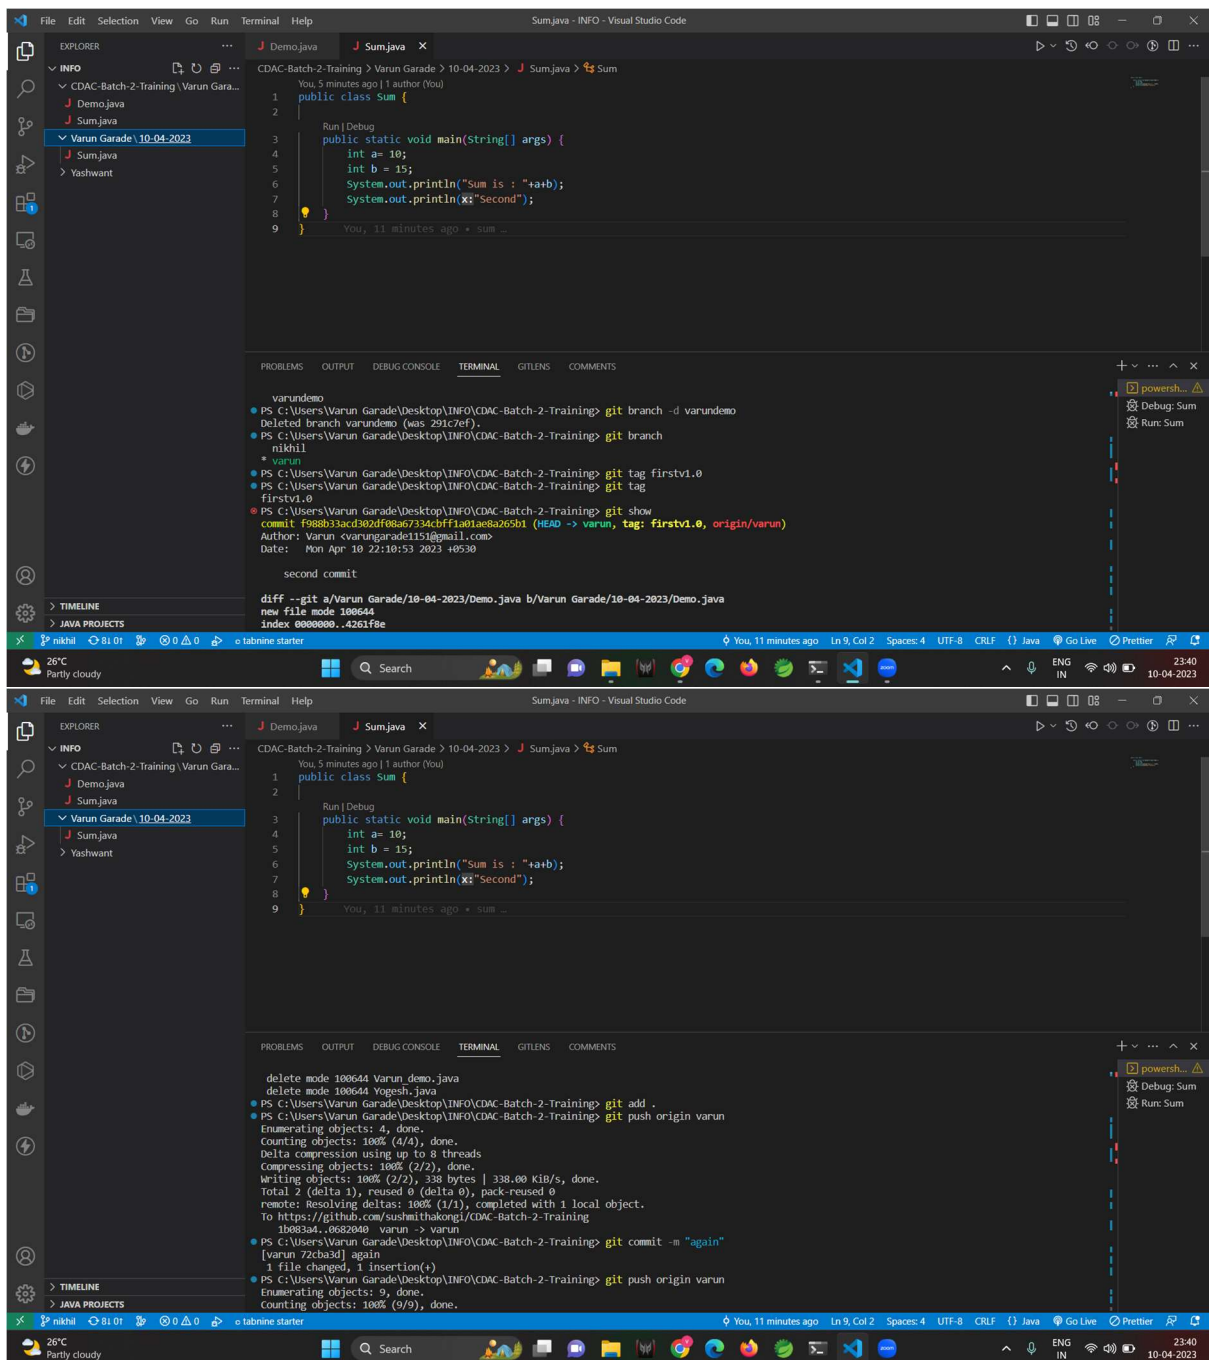 File Edit Selection View Go Run Terminal Help Sum.java - INFO - Visual Studio Code
EXPLORER ··· J Demo.java J Sum.java ×
INFO
CDAC-Batch-2-Training > Varun Garade > 10-04-2023 > J Sum.java > Sum
CDAC-Batch-2-Training \ Varun Gara...
J Demo.java
J Sum.java
Varun Garade \ 10-04-2023
J Sum.java
> Yashwant
You, 5 minutes ago | 1 author (You)
1 public class Sum {
2
Run | Debug
3 public static void main(String[] args) {
4 int a= 10;
5 int b = 15;
6 System.out.println("Sum is : "+a+b);
7 System.out.println(x:"Second");
8 }
9 } You, 11 minutes ago • sum …
PROBLEMS OUTPUT DEBUG CONSOLE TERMINAL GITLENS COMMENTS
powersh...
Debug: Sum
Run: Sum
varundemo
PS C:\Users\Varun Garade\Desktop\INFO\CDAC-Batch-2-Training> git branch -d varundemo
Deleted branch varundemo (was 291c7ef).
PS C:\Users\Varun Garade\Desktop\INFO\CDAC-Batch-2-Training> git branch
nikhil
* varun
PS C:\Users\Varun Garade\Desktop\INFO\CDAC-Batch-2-Training> git tag firstv1.0
PS C:\Users\Varun Garade\Desktop\INFO\CDAC-Batch-2-Training> git tag
firstv1.0
PS C:\Users\Varun Garade\Desktop\INFO\CDAC-Batch-2-Training> git show
commit f988b33acd302df08a67334cbff1a01ae8a265b1 (HEAD -> varun, tag: firstv1.0, origin/varun)
Author: Varun <varungarade1151@gmail.com>
Date: Mon Apr 10 22:10:53 2023 +0530
second commit
diff --git a/Varun Garade/10-04-2023/Demo.java b/Varun Garade/10-04-2023/Demo.java
new file mode 100644
index 0000000..4261f8e
> TIMELINE
> JAVA PROJECTS
nikhil 8↓ 0↑ 0 0 tabnine starter You, 11 minutes ago Ln 9, Col 2 Spaces: 4 UTF-8 CRLF {} Java Go Live Prettier
26°C
Partly cloudy
Search
ENG
IN
23:40
10-04-2023
File Edit Selection View Go Run Terminal Help Sum.java - INFO - Visual Studio Code
EXPLORER ··· J Demo.java J Sum.java ×
INFO
CDAC-Batch-2-Training > Varun Garade > 10-04-2023 > J Sum.java > Sum
CDAC-Batch-2-Training \ Varun Gara...
J Demo.java
J Sum.java
Varun Garade \ 10-04-2023
J Sum.java
> Yashwant
You, 5 minutes ago | 1 author (You)
1 public class Sum {
2
Run | Debug
3 public static void main(String[] args) {
4 int a= 10;
5 int b = 15;
6 System.out.println("Sum is : "+a+b);
7 System.out.println(x:"Second");
8 }
9 } You, 11 minutes ago • sum …
PROBLEMS OUTPUT DEBUG CONSOLE TERMINAL GITLENS COMMENTS
powersh...
Debug: Sum
Run: Sum
delete mode 100644 Varun_demo.java
delete mode 100644 Yogesh.java
PS C:\Users\Varun Garade\Desktop\INFO\CDAC-Batch-2-Training> git add .
PS C:\Users\Varun Garade\Desktop\INFO\CDAC-Batch-2-Training> git push origin varun
Enumerating objects: 4, done.
Counting objects: 100% (4/4), done.
Delta compression using up to 8 threads
Compressing objects: 100% (2/2), done.
Writing objects: 100% (2/2), 338 bytes | 338.00 KiB/s, done.
Total 2 (delta 1), reused 0 (delta 0), pack-reused 0
remote: Resolving deltas: 100% (1/1), completed with 1 local object.
To https://github.com/sushmithakongi/CDAC-Batch-2-Training
1b083a4..0682040 varun -> varun
PS C:\Users\Varun Garade\Desktop\INFO\CDAC-Batch-2-Training> git commit -m "again"
[varun 72cba3d] again
1 file changed, 1 insertion(+)
PS C:\Users\Varun Garade\Desktop\INFO\CDAC-Batch-2-Training> git push origin varun
Enumerating objects: 9, done.
Counting objects: 100% (9/9), done.
> TIMELINE
> JAVA PROJECTS
nikhil 8↓ 0↑ 0 0 tabnine starter You, 11 minutes ago Ln 9, Col 2 Spaces: 4 UTF-8 CRLF {} Java Go Live Prettier
26°C
Partly cloudy
Search
ENG
IN
23:40
10-04-2023